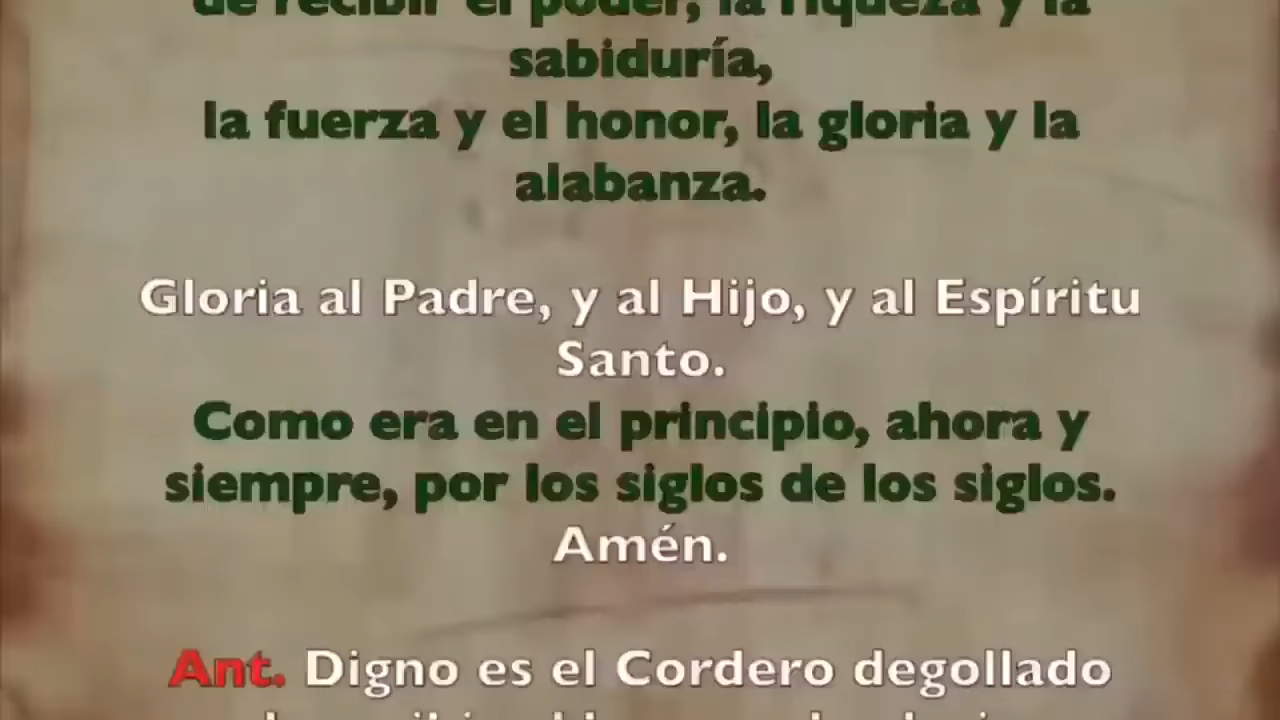 de recibir el poder, la riqueza y la
sabiduría,
la fuerza y el honor, la gloria y la
alabanza.
Gloria al Padre, y al Hijo, y al Espíritu
Santo.
Como era en el principio, ahora y
siempre, por los siglos de los siglos.
Amén.
Ant. Digno es el Cordero degollado